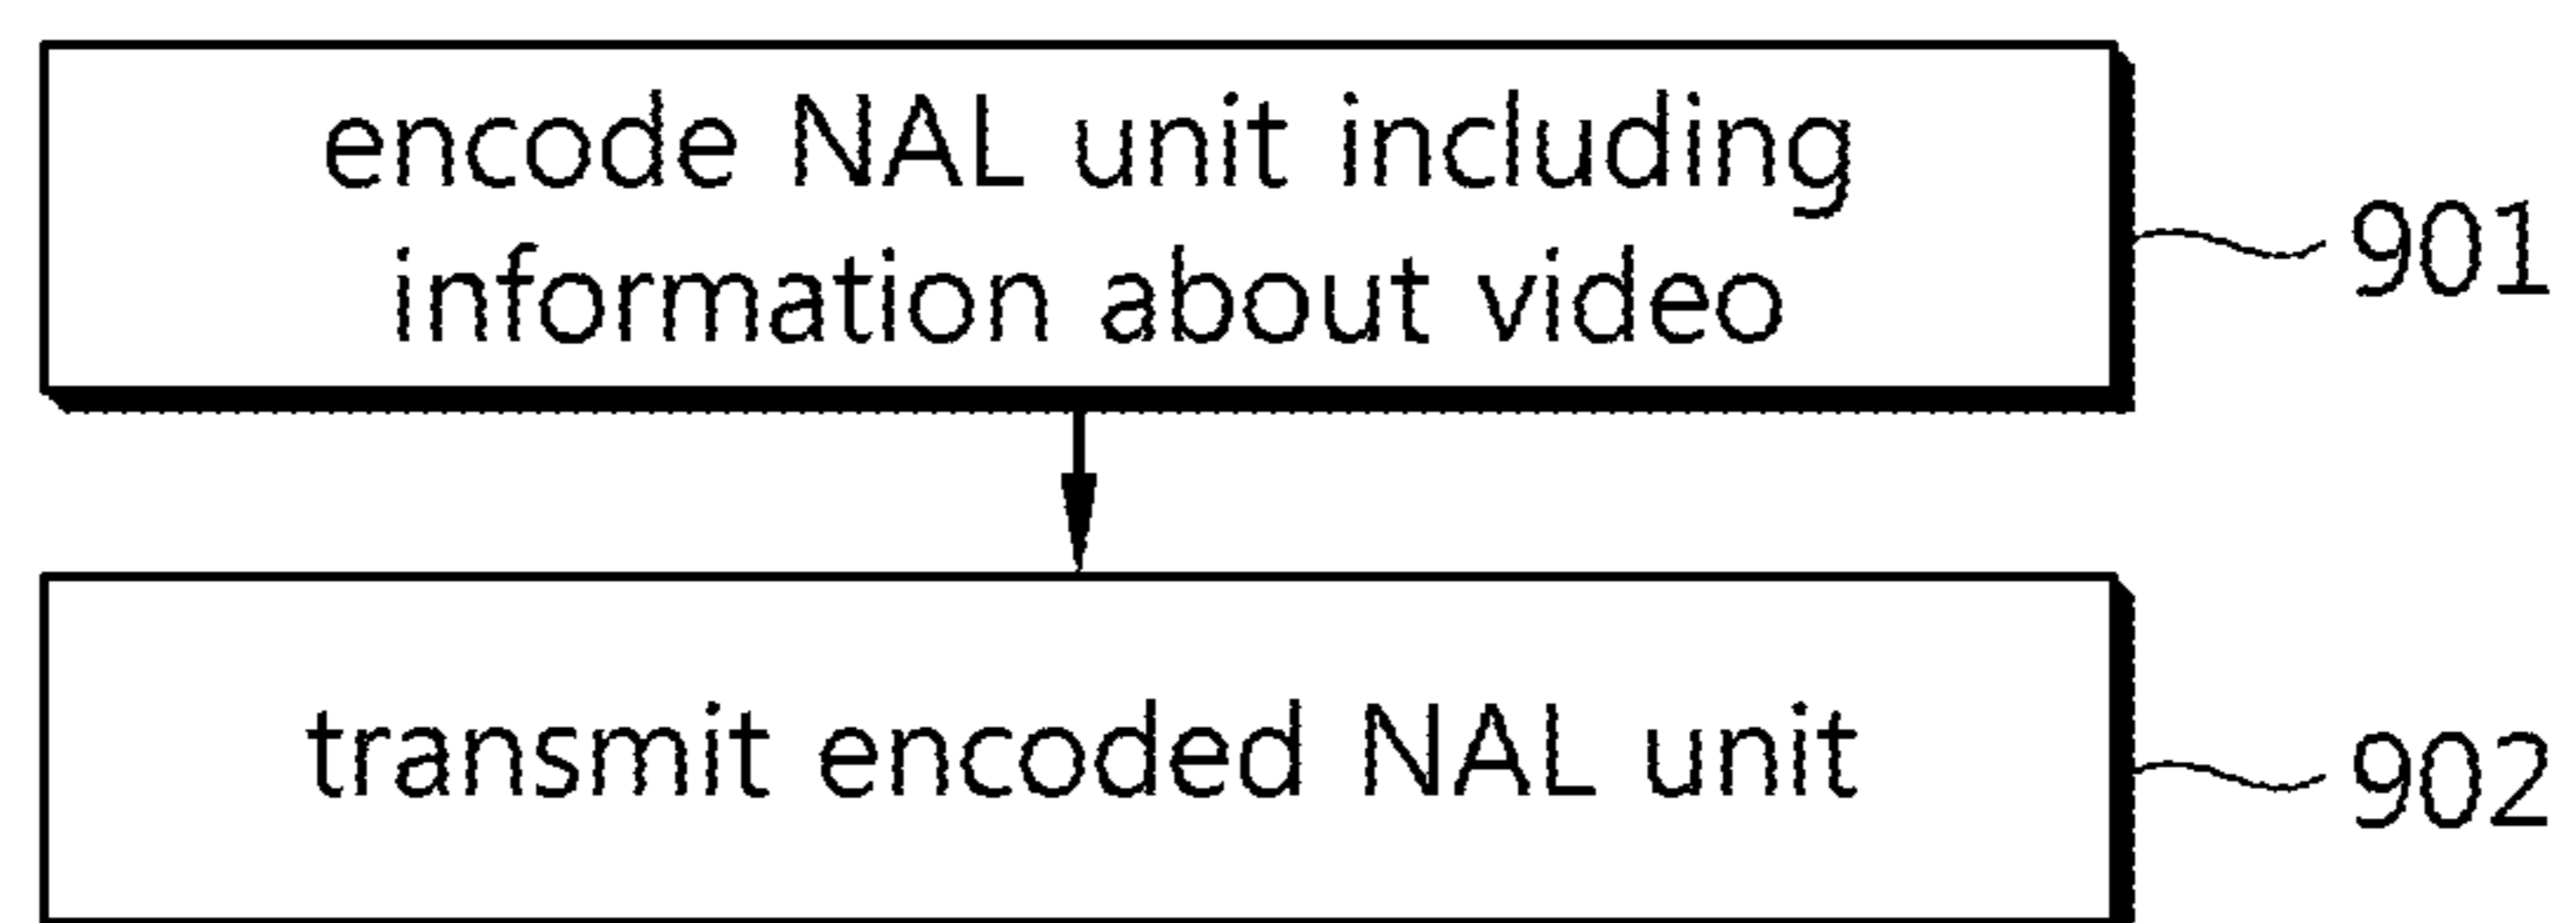 encode NAL unit including
information about video
901
transmit encoded NAL unit
902